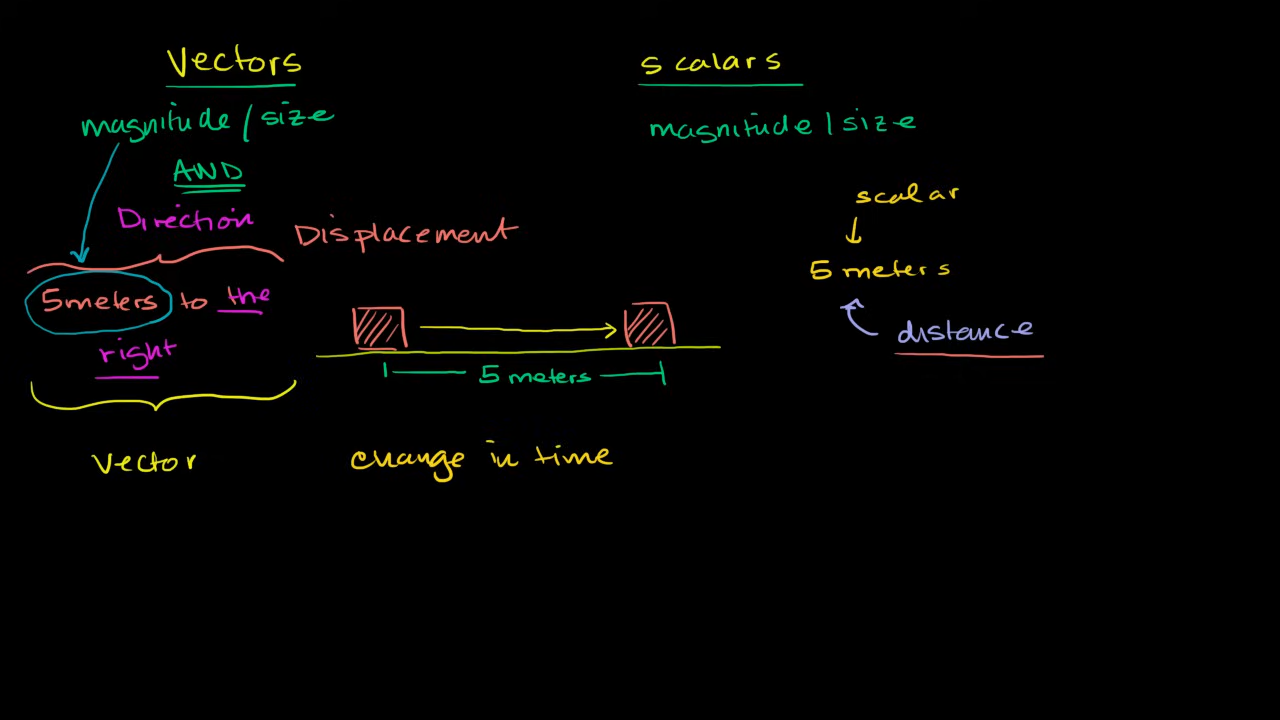 Vectors
magnitude / size
AND
Direction
Displacement
5meters to the
right
vector
5 meters
change in time
scalars
magnitude / size
scalar
5 meters
distance